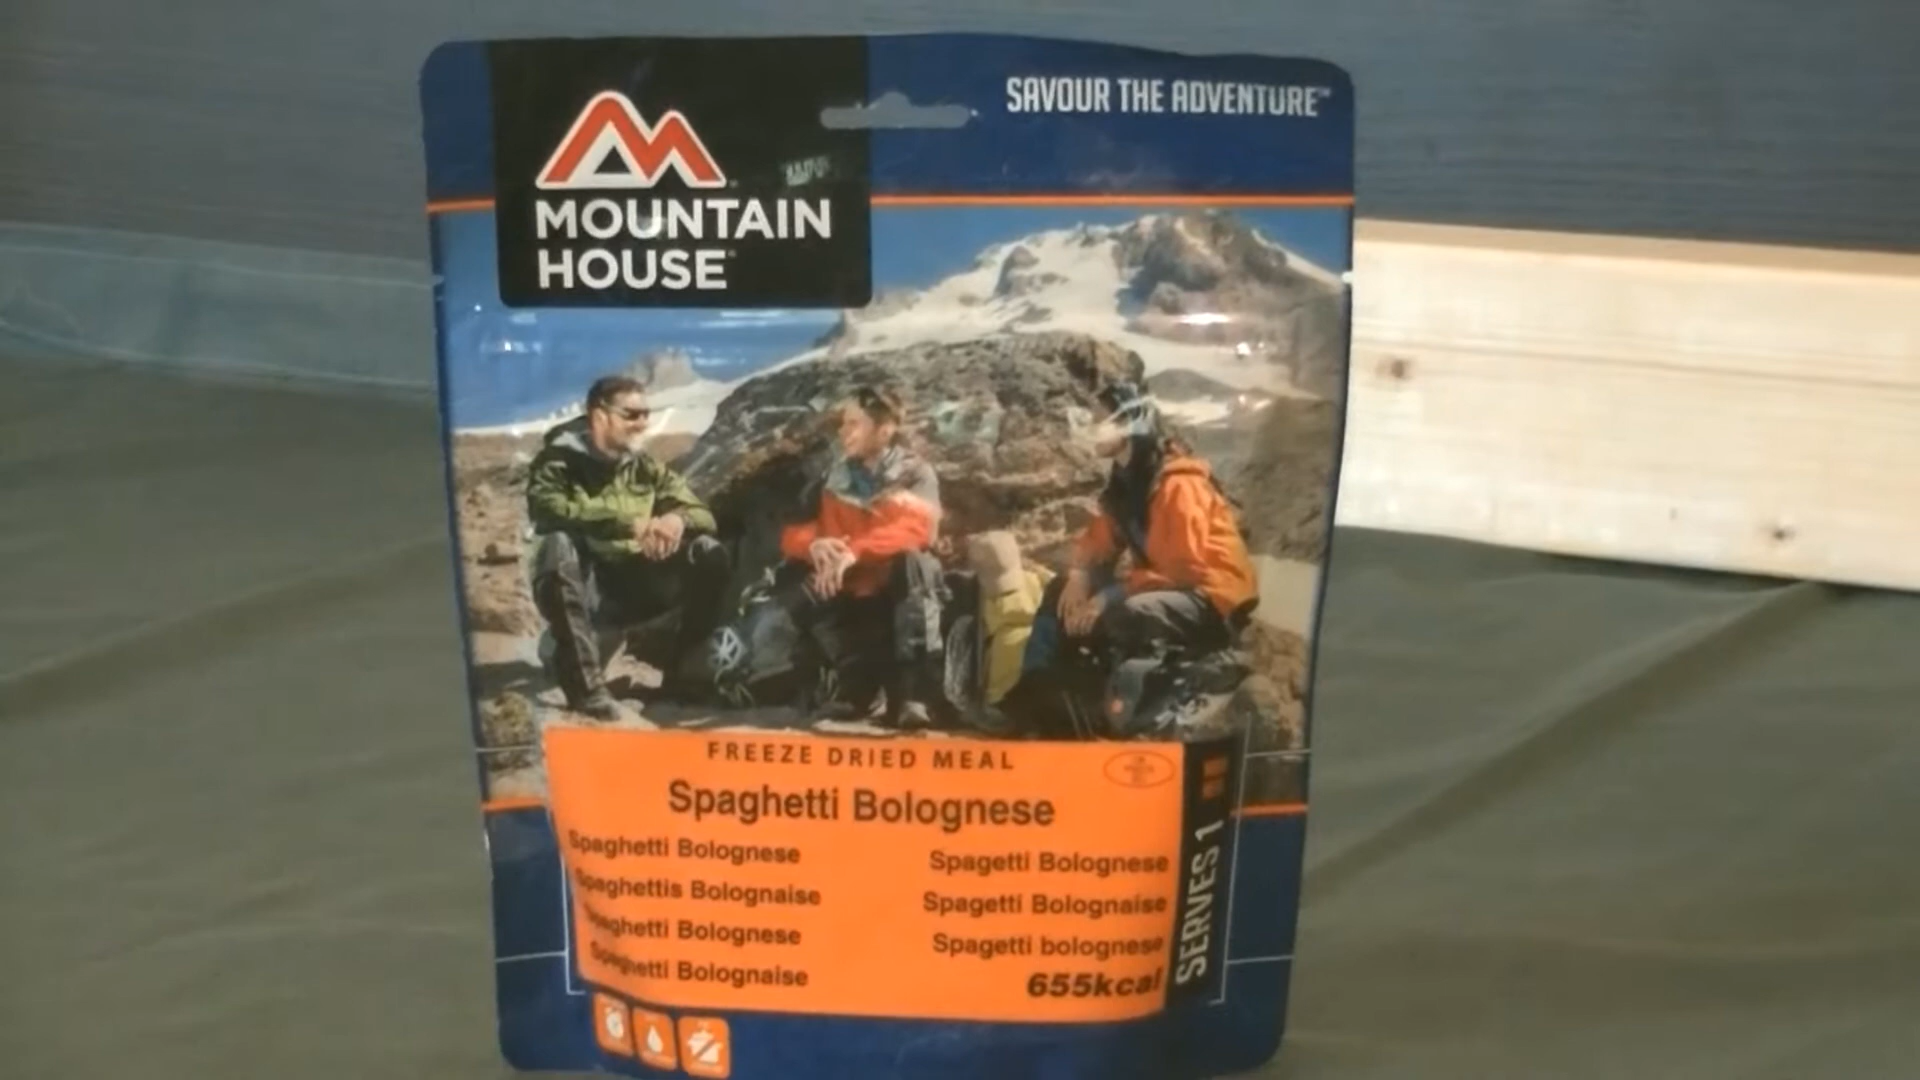 SAVOUR THE ADVENTURE™
MOUNTAIN
HOUSE
FREEZE DRIED MEAL
Spaghetti Bolognese
Spaghetti Bolognese
Spaghettis Bolognaise
Spaghetti Bolognese
Spaghetti Bolognaise
Spagetti Bolognese
Spagetti Bolognaise
Spagetti bolognese
655kcal
SERVES 1